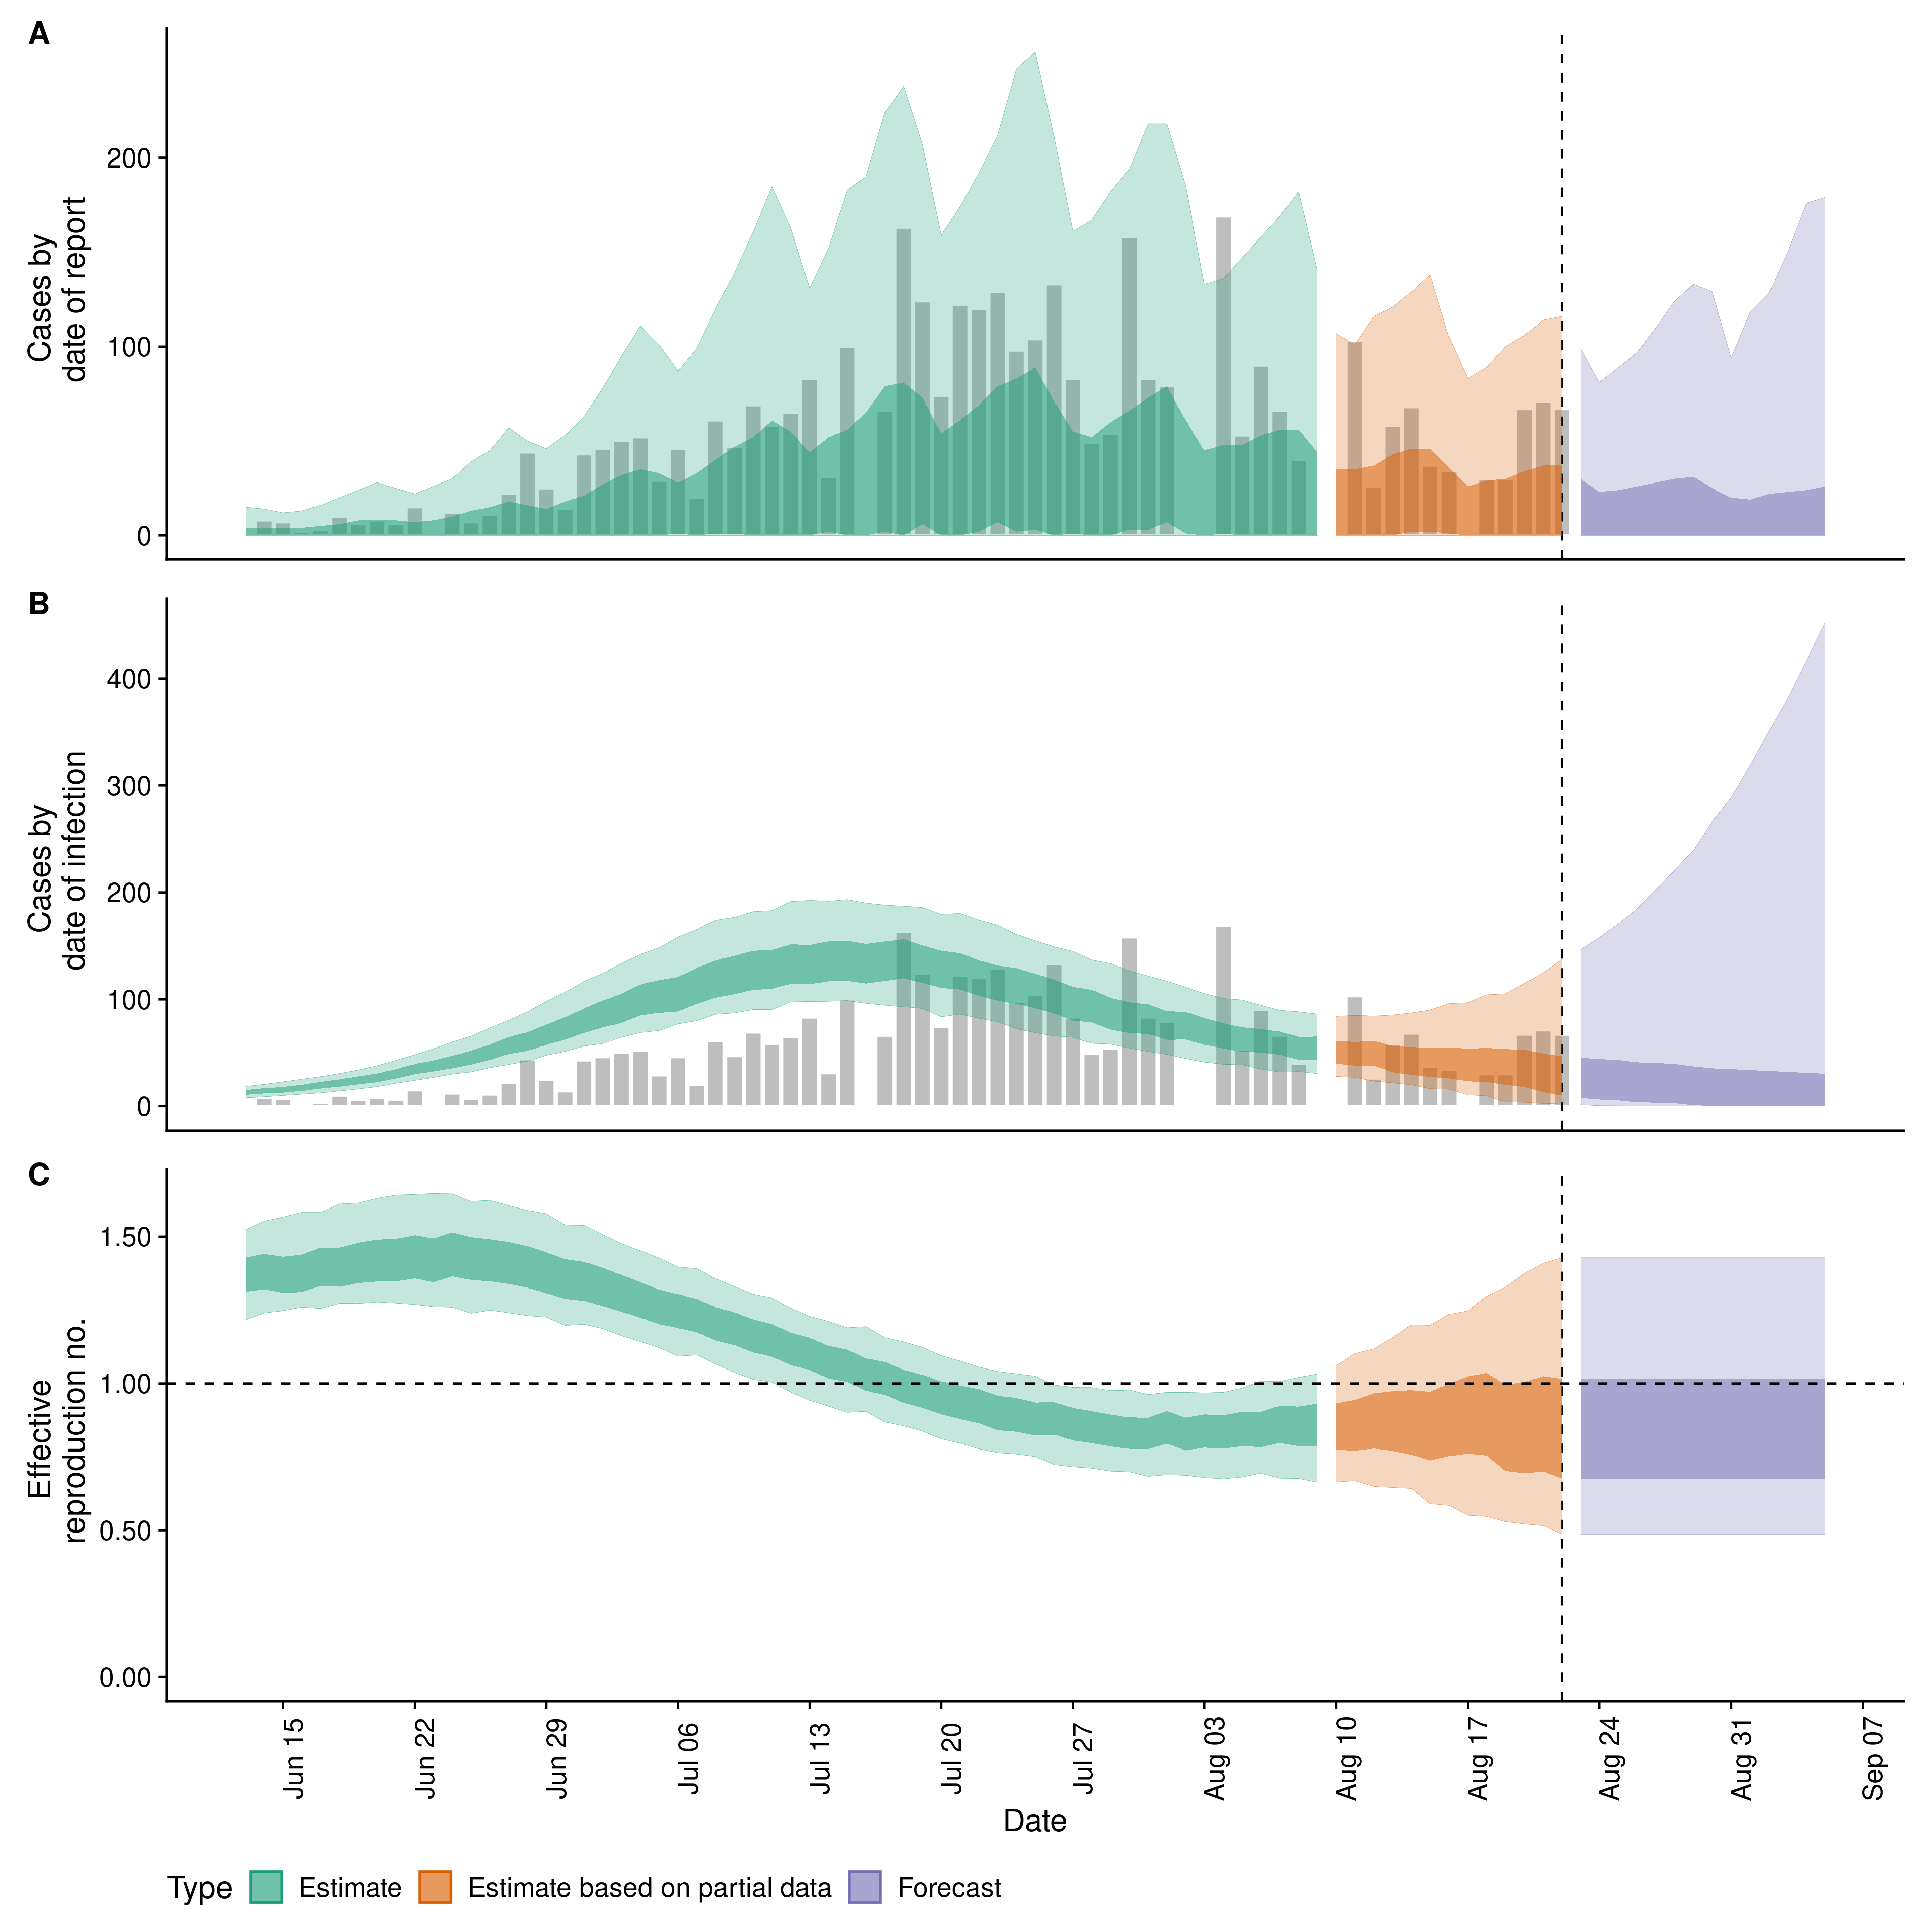 A
200
100
0
Cases by
date of report
B
400
300
200
100
0
Cases by
date of infection
C
1.50
1.00
0.50
0.00
Effective
reproduction no.
Jun 15
Jun 22
Jun 29
Jul 06
Jul 13
Jul 20
Jul 27
Aug 03
Aug 10
Aug 17
Aug 24
Aug 31
Sep 07
Date
Type Estimate Estimate based on partial data Forecast